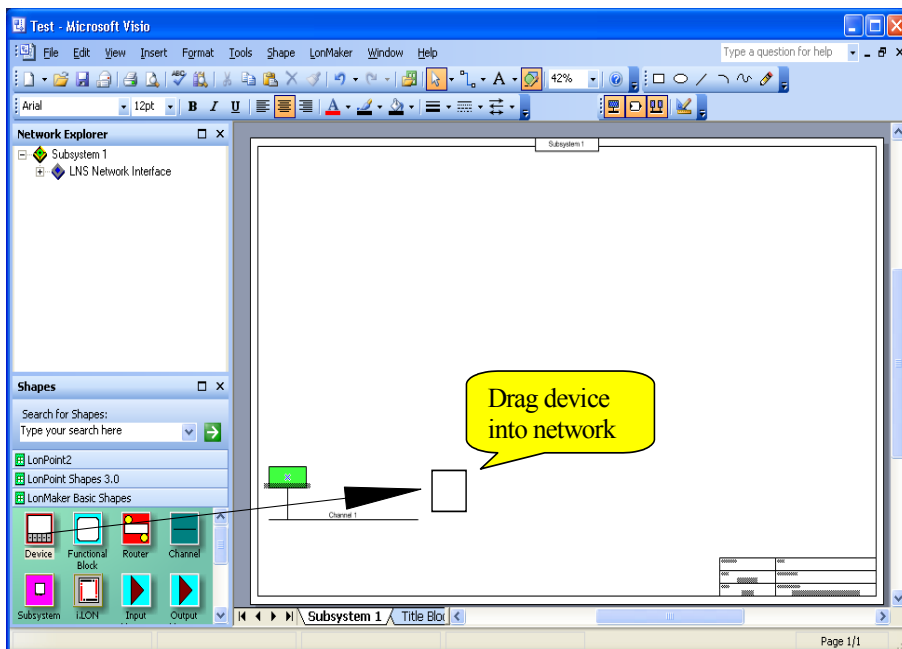 Test - Microsoft Visio
File Edit View Insert Format Tools Shape LonMaker Window Help
Type a question for help
42%
Arial
12pt
B I U
A
Network Explorer
Subsystem 1
LNS Network Interface
Subsystem 1
Shapes
Search for Shapes:
Type your search here
LonPoint2
LonPoint Shapes 3.0
LonMaker Basic Shapes
Device
Functional Block
Router
Channel
Subsystem
i.LON
Input
Output
Drag device
into network
Channel 1
Subsystem 1
Title Bloc
Page 1/1